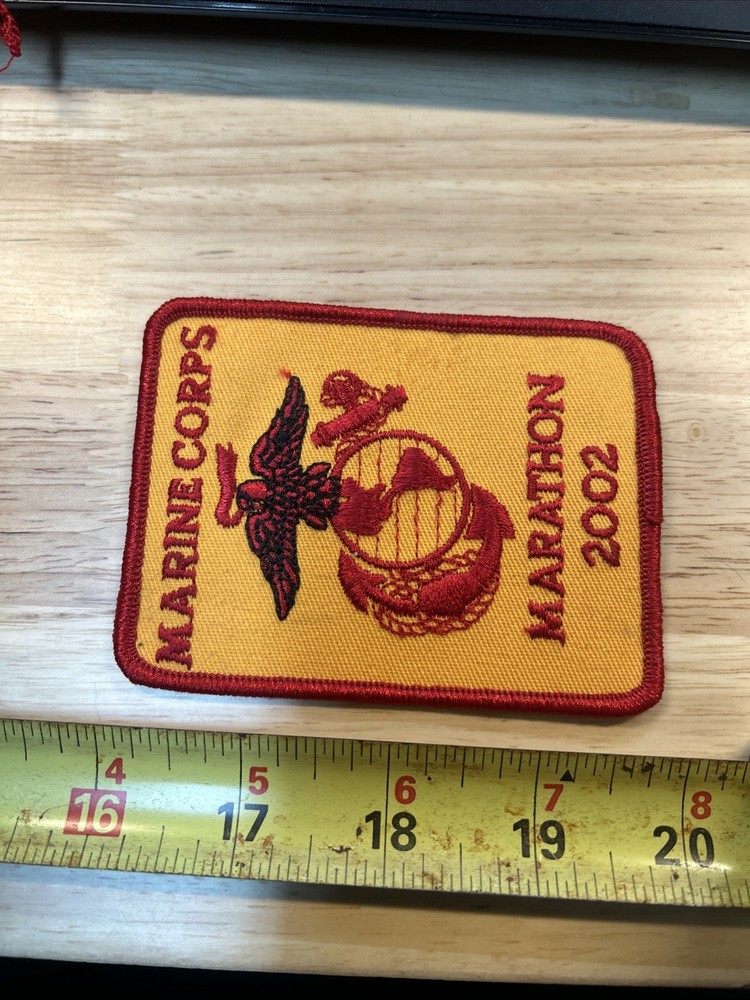 MARINE CORPS
MARATHON
2002
4 5 6 7 8
16 17 18 19 20